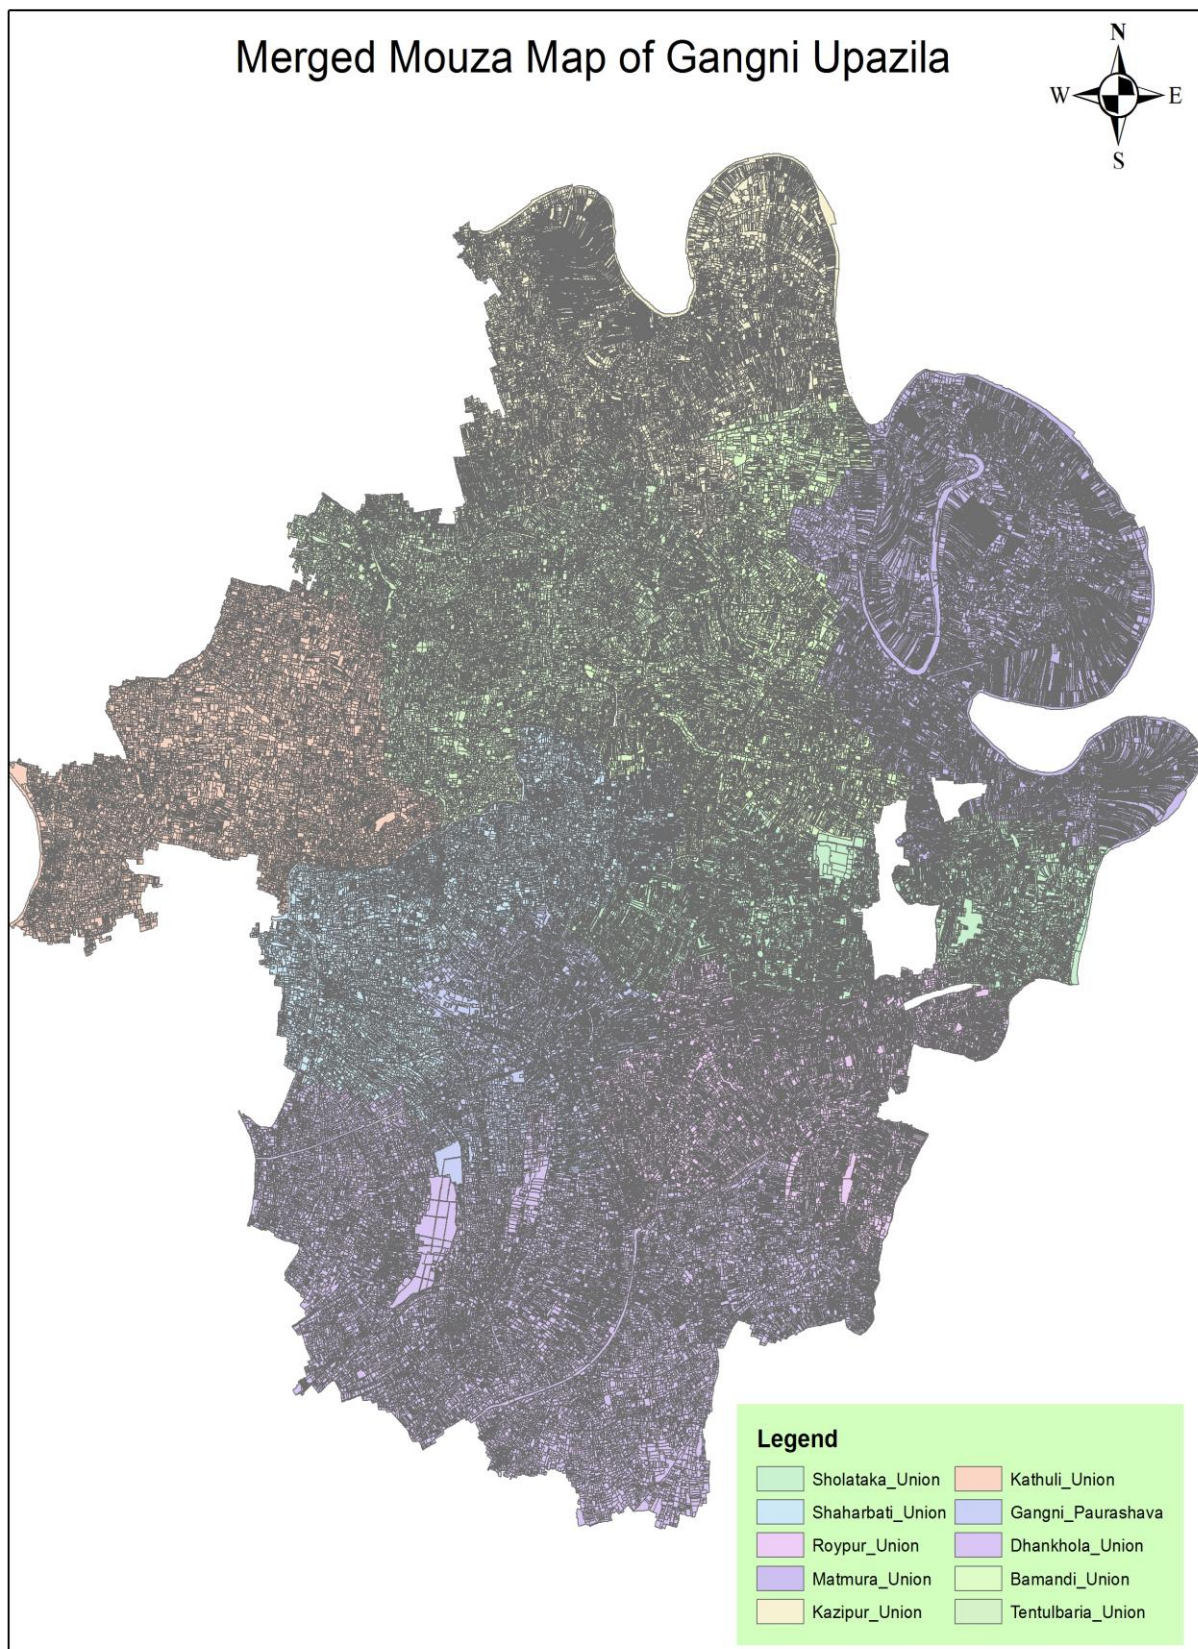 Merged Mouza Map of Gangni Upazila
N
W E
S
Legend
Sholataka_Union Kathuli_Union
Shaharbati_Union Gangni_Paurashava
Roypur_Union Dhankhola_Union
Matmura_Union Bamandi_Union
Kazipur_Union Tentulbaria_Union